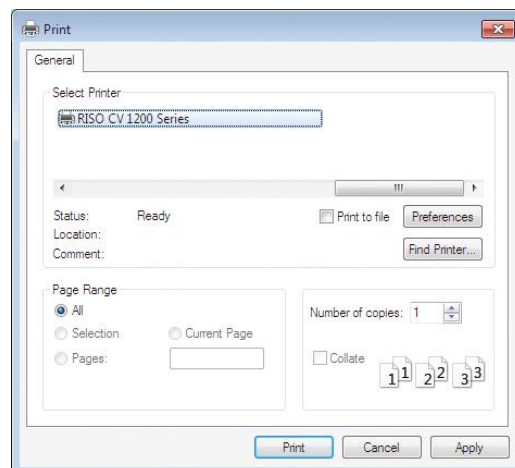 Print
General
Select Printer
RISO CV 1200 Series
Status: Ready
Print to file
Preferences
Location:
Comment:
Find Printer...
Page Range
All
Selection
Current Page
Pages:
Number of copies: 1
Collate
1 1 2 2 3 3
Print
Cancel
Apply